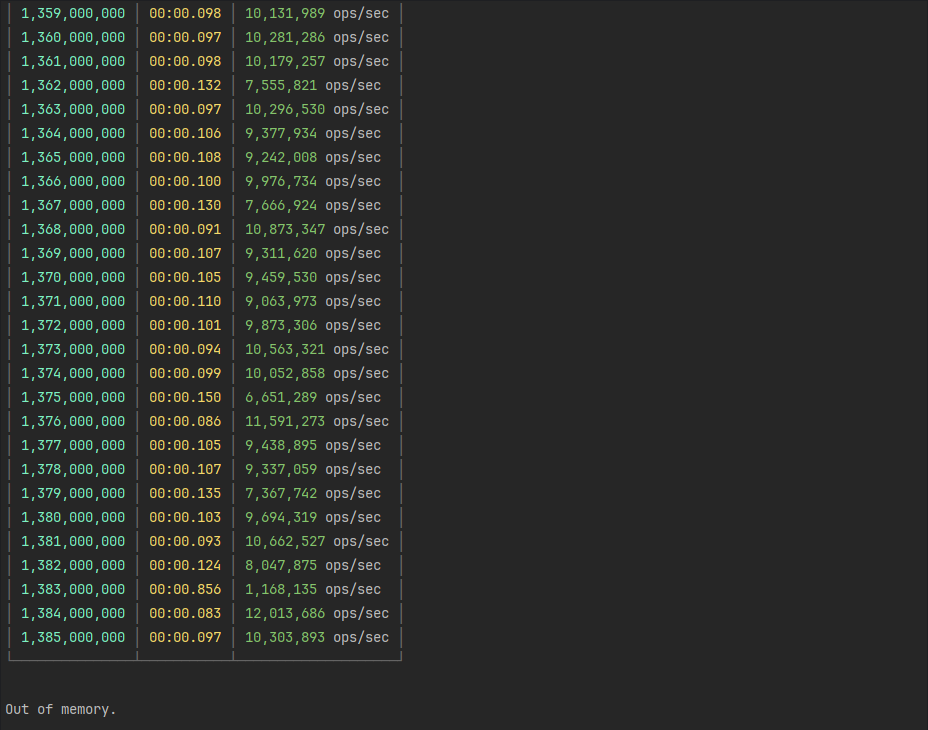 1,359,000,000 | 00:00.098 | 10,131,989 ops/sec
1,360,000,000 | 00:00.097 | 10,281,286 ops/sec
1,361,000,000 | 00:00.098 | 10,179,257 ops/sec
1,362,000,000 | 00:00.132 | 7,555,821 ops/sec
1,363,000,000 | 00:00.097 | 10,296,530 ops/sec
1,364,000,000 | 00:00.106 | 9,377,934 ops/sec
1,365,000,000 | 00:00.108 | 9,242,008 ops/sec
1,366,000,000 | 00:00.100 | 9,976,734 ops/sec
1,367,000,000 | 00:00.130 | 7,666,924 ops/sec
1,368,000,000 | 00:00.091 | 10,873,347 ops/sec
1,369,000,000 | 00:00.107 | 9,311,620 ops/sec
1,370,000,000 | 00:00.105 | 9,459,530 ops/sec
1,371,000,000 | 00:00.110 | 9,063,973 ops/sec
1,372,000,000 | 00:00.101 | 9,873,306 ops/sec
1,373,000,000 | 00:00.094 | 10,563,321 ops/sec
1,374,000,000 | 00:00.099 | 10,052,858 ops/sec
1,375,000,000 | 00:00.150 | 6,651,289 ops/sec
1,376,000,000 | 00:00.086 | 11,591,273 ops/sec
1,377,000,000 | 00:00.105 | 9,438,895 ops/sec
1,378,000,000 | 00:00.107 | 9,337,059 ops/sec
1,379,000,000 | 00:00.135 | 7,367,742 ops/sec
1,380,000,000 | 00:00.103 | 9,694,319 ops/sec
1,381,000,000 | 00:00.093 | 10,662,527 ops/sec
1,382,000,000 | 00:00.124 | 8,047,875 ops/sec
1,383,000,000 | 00:00.856 | 1,168,135 ops/sec
1,384,000,000 | 00:00.083 | 12,013,686 ops/sec
1,385,000,000 | 00:00.097 | 10,303,893 ops/sec
Out of memory.